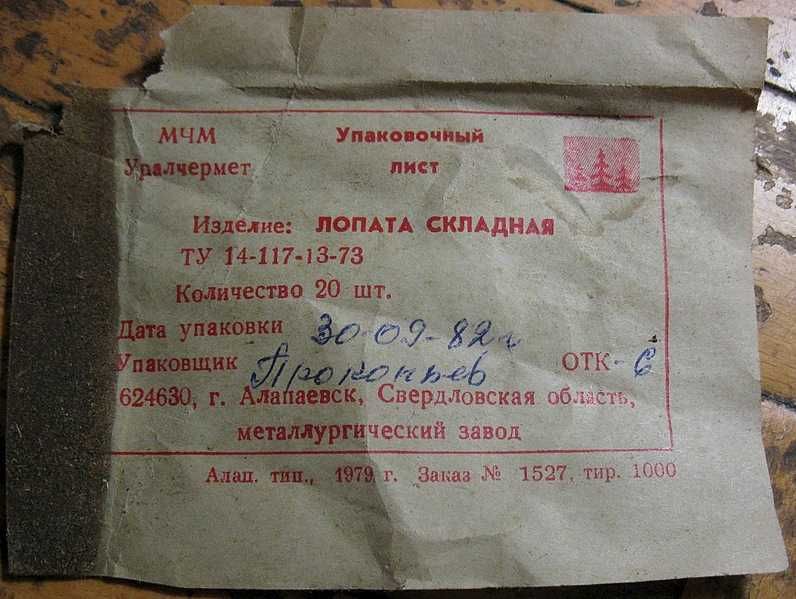 МЧМ
Уралчермет
Упаковочный
лист
Изделие: ЛОПАТА СКЛАДНАЯ
ТУ 14-117-13-73
Количество 20 шт.
Дата упаковки 30-09-82г
Упаковщик Прокопьев ОТК-6
624630, г. Алапаевск, Свердловская область,
металлургический завод
Алап. тип., 1979 г. Заказ № 1527, тир. 1000